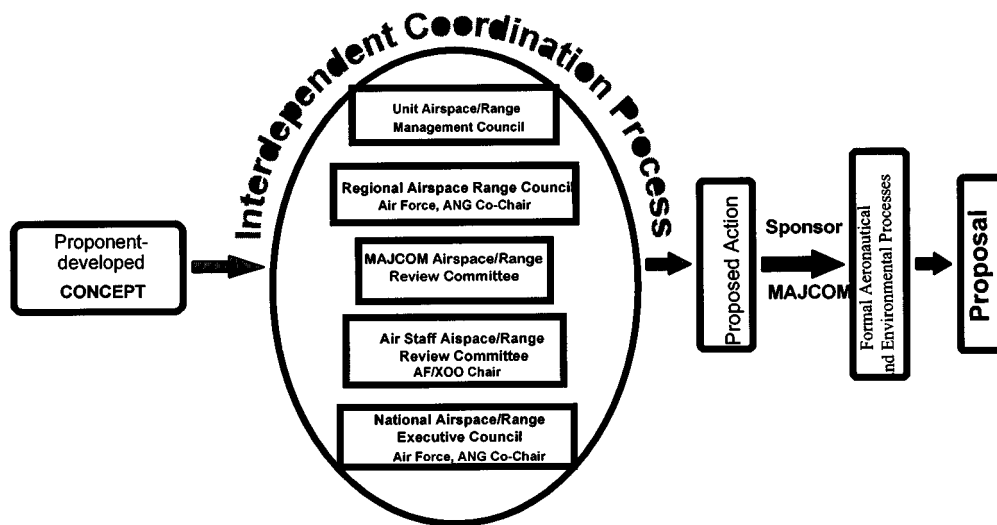 Interdependent Coordination Process
Unit Airspace/Range
Management Council
Regional Airspace Range Council
Air Force, ANG Co-Chair
MAJCOM Airspace/Range
Review Committee
Air Staff Aispace/Range
Review Committee
AF/XOO Chair
National Airspace/Range
Executive Council
Air Force, ANG Co-Chair
Proponent-
developed
CONCEPT
Proposed Action
Sponsor
MAJCOM
Formal Aeronautical
nd Environmental Processes
Proposal